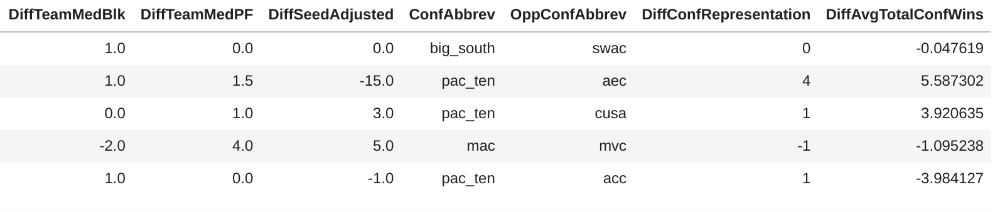 DiffTeamMedBlk DiffTeamMedPF DiffSeedAdjusted ConfAbbrev OppConfAbbrev DiffConfRepresentation DiffAvgTotalConfWins
1.0 0.0 0.0 big_south swac 0 -0.047619
1.0 1.5 -15.0 pac_ten aec 4 5.587302
0.0 1.0 3.0 pac_ten cusa 1 3.920635
-2.0 4.0 5.0 mac mvc -1 -1.095238
1.0 0.0 -1.0 pac_ten acc 1 -3.984127